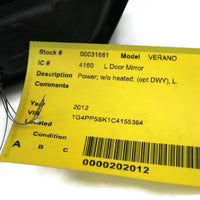 Stock # 00031661 Model VERANO
IC # 4160 L Door Mirror
Description Power, w/o heated; (opt DWY), L.
Comments
Year 2012
VIN 1G4PP5SK1C4155364
Located
Condition
A B C
0000202012